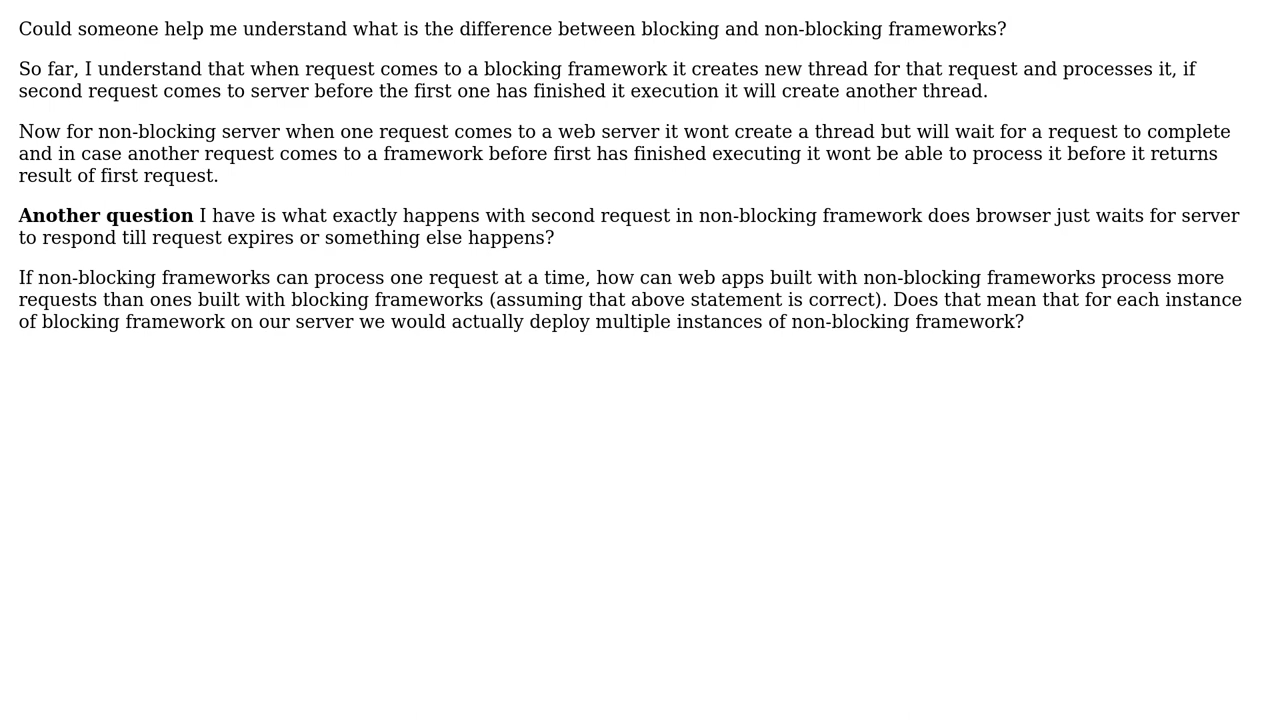 Could someone help me understand what is the difference between blocking and non-blocking frameworks?
So far, I understand that when request comes to a blocking framework it creates new thread for that request and processes it, if
second request comes to server before the first one has finished it execution it will create another thread.
Now for non-blocking server when one request comes to a web server it wont create a thread but will wait for a request to complete
and in case another request comes to a framework before first has finished executing it wont be able to process it before it returns
result of first request.
Another question I have is what exactly happens with second request in non-blocking framework does browser just waits for server
to respond till request expires or something else happens?
If non-blocking frameworks can process one request at a time, how can web apps built with non-blocking frameworks process more
requests than ones built with blocking frameworks (assuming that above statement is correct). Does that mean that for each instance
of blocking framework on our server we would actually deploy multiple instances of non-blocking framework?